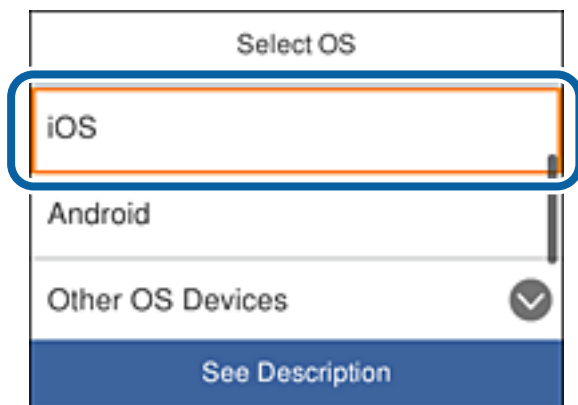 Select OS
iOS
Android
Other OS Devices
See Description